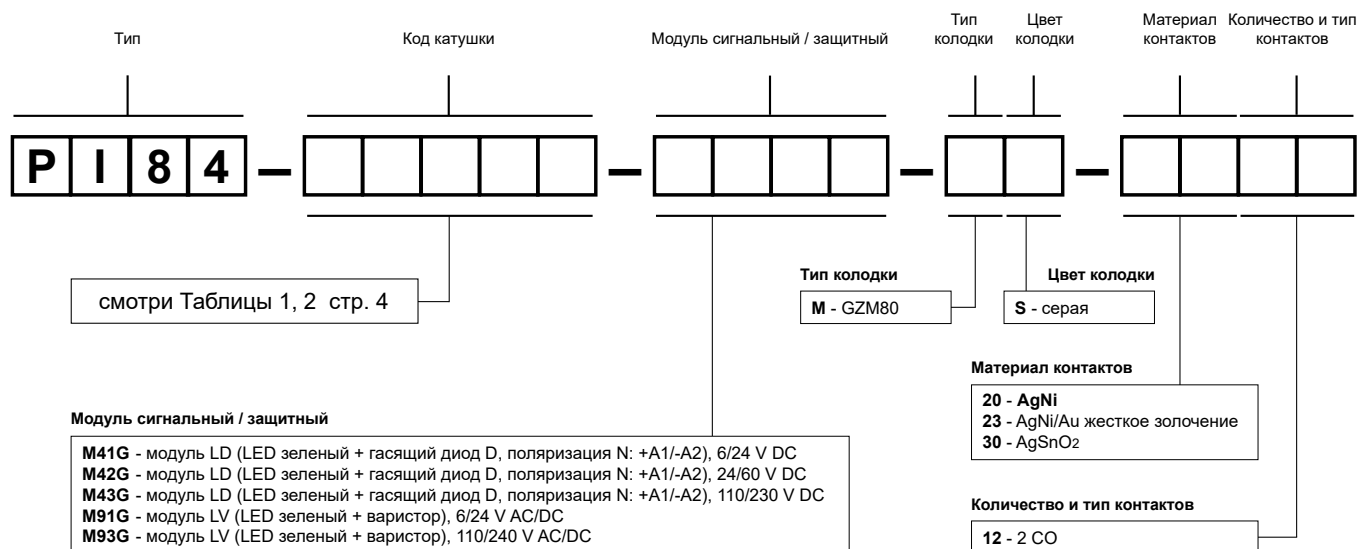 Тип
Код катушки
Модуль сигнальный / защитный
Тип
колодки
Цвет
колодки
Материал
контактов
Количество и тип
контактов
P I 8 4 – – – –
смотри Таблицы 1, 2 стр. 4
Тип колодки
M - GZM80
Цвет колодки
S - серая
Материал контактов
20 - AgNi
23 - AgNi/Au жесткое золочение
30 - AgSnO2
Модуль сигнальный / защитный
M41G - модуль LD (LED зеленый + гасящий диод D, поляризация N: +A1/-A2), 6/24 V DC
M42G - модуль LD (LED зеленый + гасящий диод D, поляризация N: +A1/-A2), 24/60 V DC
M43G - модуль LD (LED зеленый + гасящий диод D, поляризация N: +A1/-A2), 110/230 V DC
M91G - модуль LV (LED зеленый + варистор), 6/24 V AC/DC
M93G - модуль LV (LED зеленый + варистор), 110/240 V AC/DC
Количество и тип контактов
12 - 2 CO